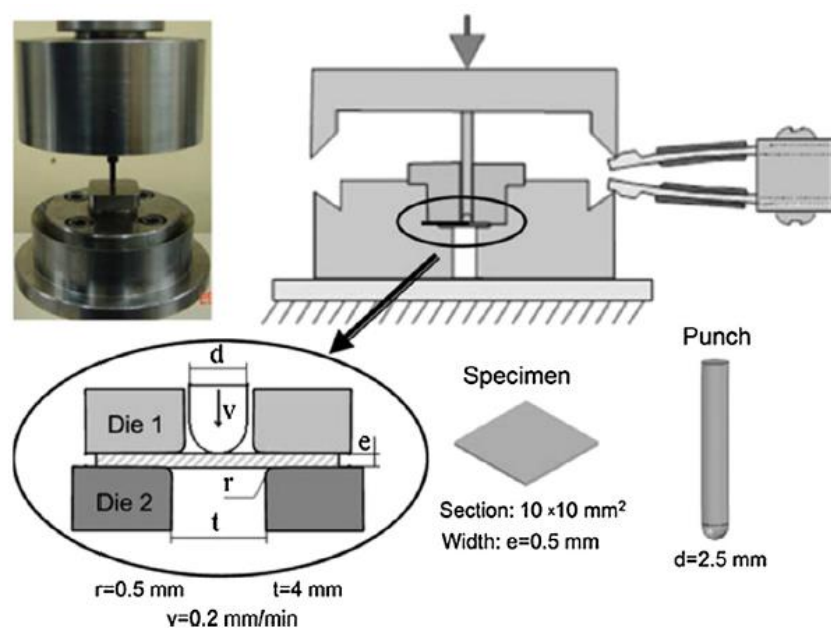 Punch
Specimen
d
v
Die 1
e
r
Die 2
t
Section: 10 ×10 mm²
Width: e=0.5 mm
d=2.5 mm
r=0.5 mm t=4 mm
v=0.2 mm/min